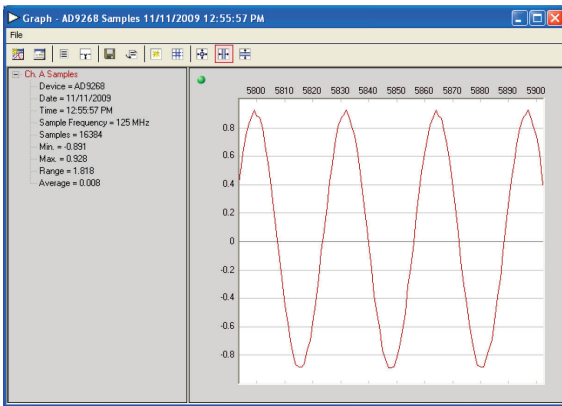 Graph - AD9268 Samples 11/11/2009 12:55:57 PM
File
Ch. A Samples
Device = AD9268
Date = 11/11/2009
Time = 12:55:57 PM
Sample Frequency = 125 MHz
Samples = 16384
Min. = -0.891
Max. = 0.928
Range = 1.818
Average = 0.008
5800 5810 5820 5830 5840 5850 5860 5870 5880 5890 5900
0.8
0.6
0.4
0.2
0
-0.2
-0.4
-0.6
-0.8